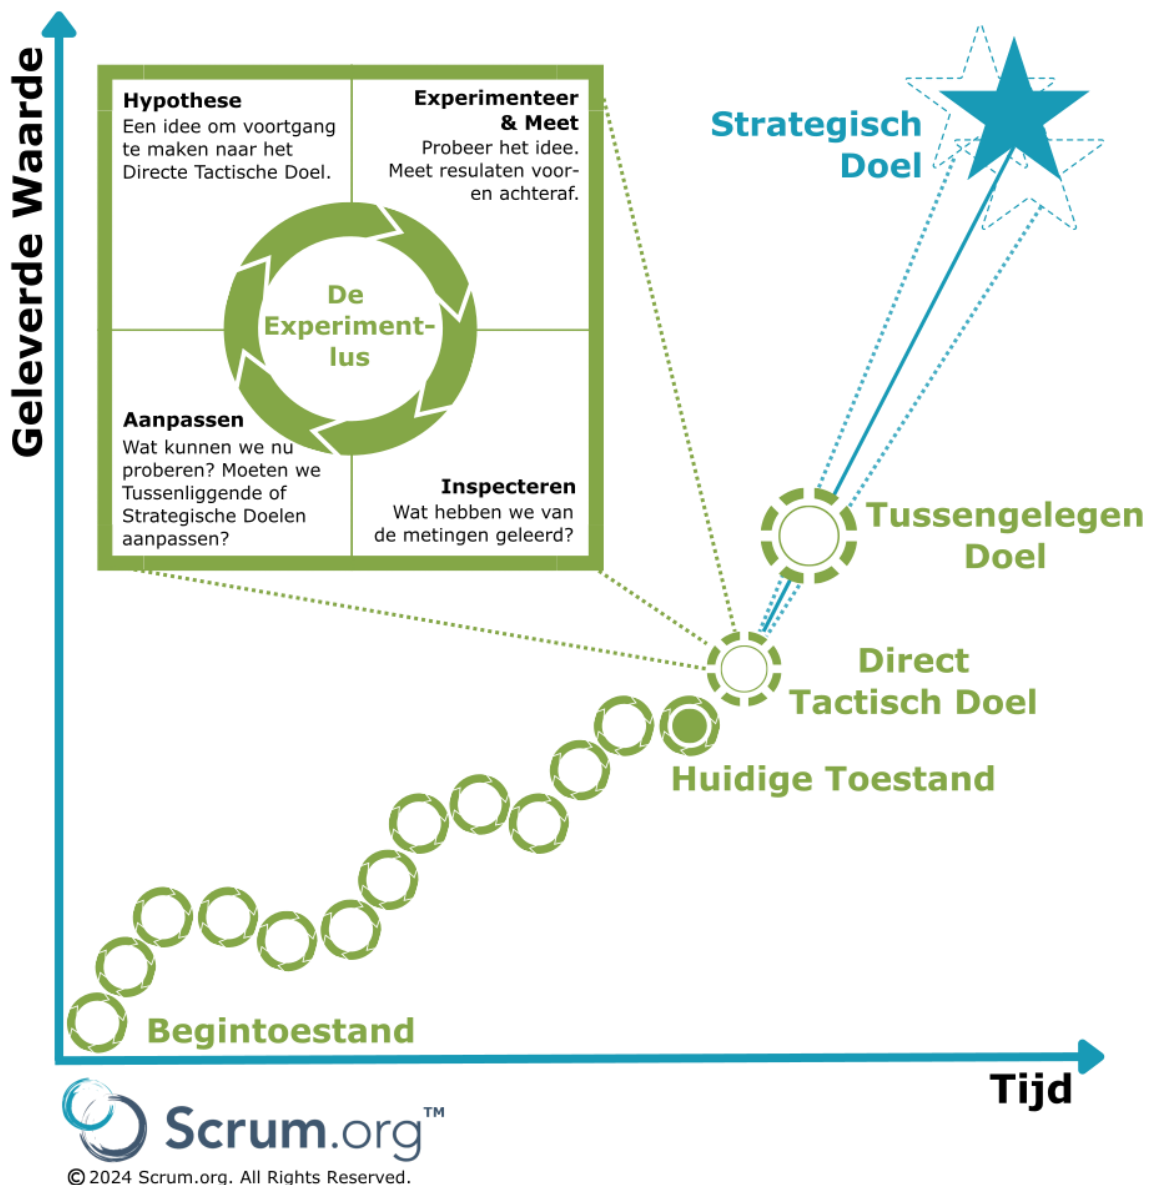 Geleverde Waarde
Hypothese
Een idee om voortgang
te maken naar het
Directe Tactische Doel.
Experimenteer
& Meet
Probeer het idee.
Meet resulaten voor-
en achteraf.
De
Experiment-
lus
Aanpassen
Wat kunnen we nu
proberen? Moeten we
Tussenliggende of
Strategische Doelen
aanpassen?
Inspecteren
Wat hebben we van
de metingen geleerd?
Strategisch
Doel
Tussengelegen
Doel
Direct
Tactisch Doel
Huidige Toestand
Begintoestand
Tijd
Scrum.org™
© 2024 Scrum.org. All Rights Reserved.